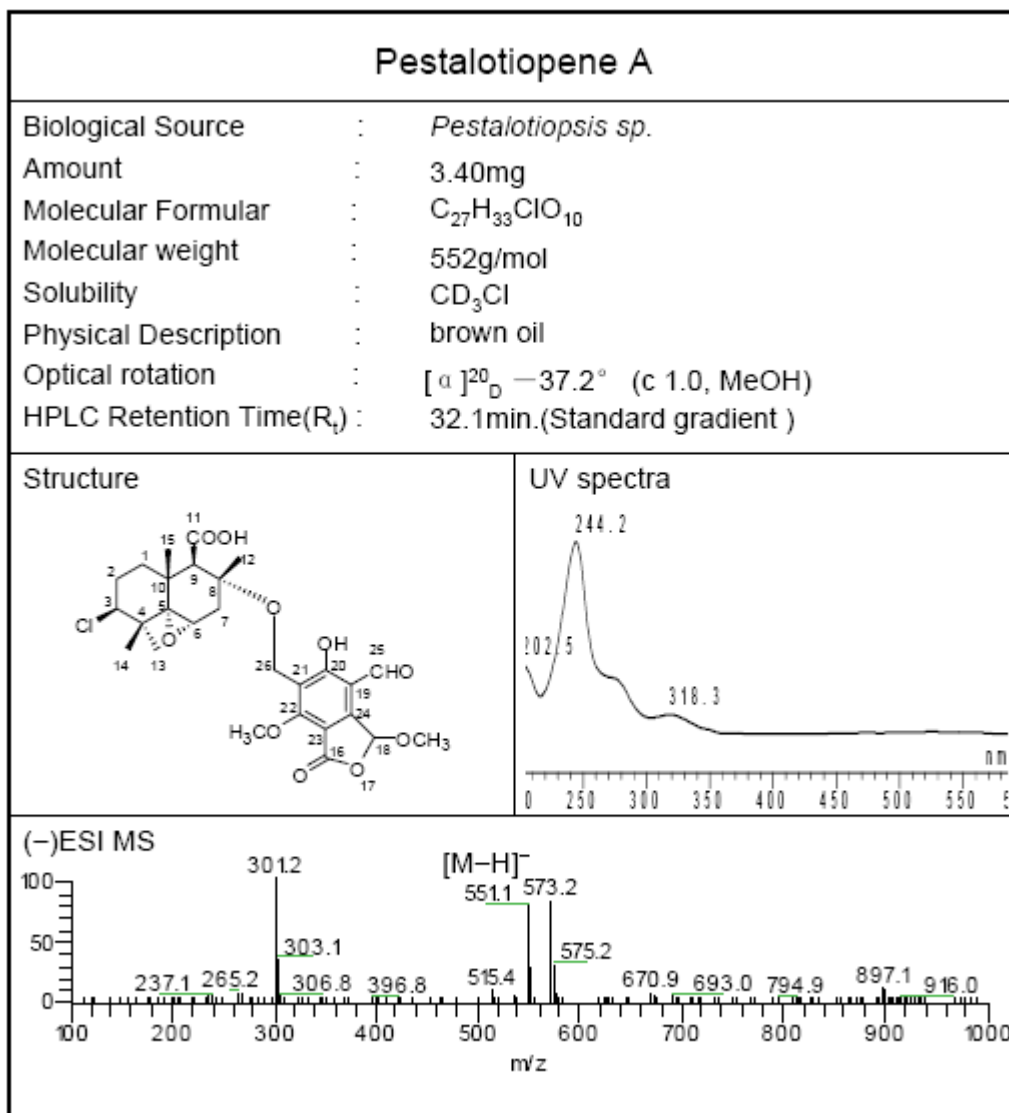 Pestalotiopene A
Biological Source : Pestalotiopsis sp.
Amount : 3.40mg
Molecular Formular : C₂₇H₃₃ClO₁₀
Molecular weight : 552g/mol
Solubility : CD₃Cl
Physical Description : brown oil
Optical rotation : [α]²⁰D −37.2° (c 1.0, MeOH)
HPLC Retention Time(Rt) : 32.1min.(Standard gradient )
Structure
11
COOH
15
1
12
2
10
9
8
3
5
4
7
6
Cl
O
O
14
13
OH
25
26
21
20
CHO
19
22
24
H₃CO
23
OCH₃
16
18
O
O
17
UV spectra
244.2
202.5
318.3
nm
0 250 300 350 400 450 500 550 5
(−)ESI MS
[M−H]⁻
301.2
551.1 573.2
100
50
0
303.1
575.2
237.1 265.2 306.8 396.8 515.4 670.9 693.0 794.9 897.1 916.0
100 200 300 400 500 600 700 800 900 1000
m/z